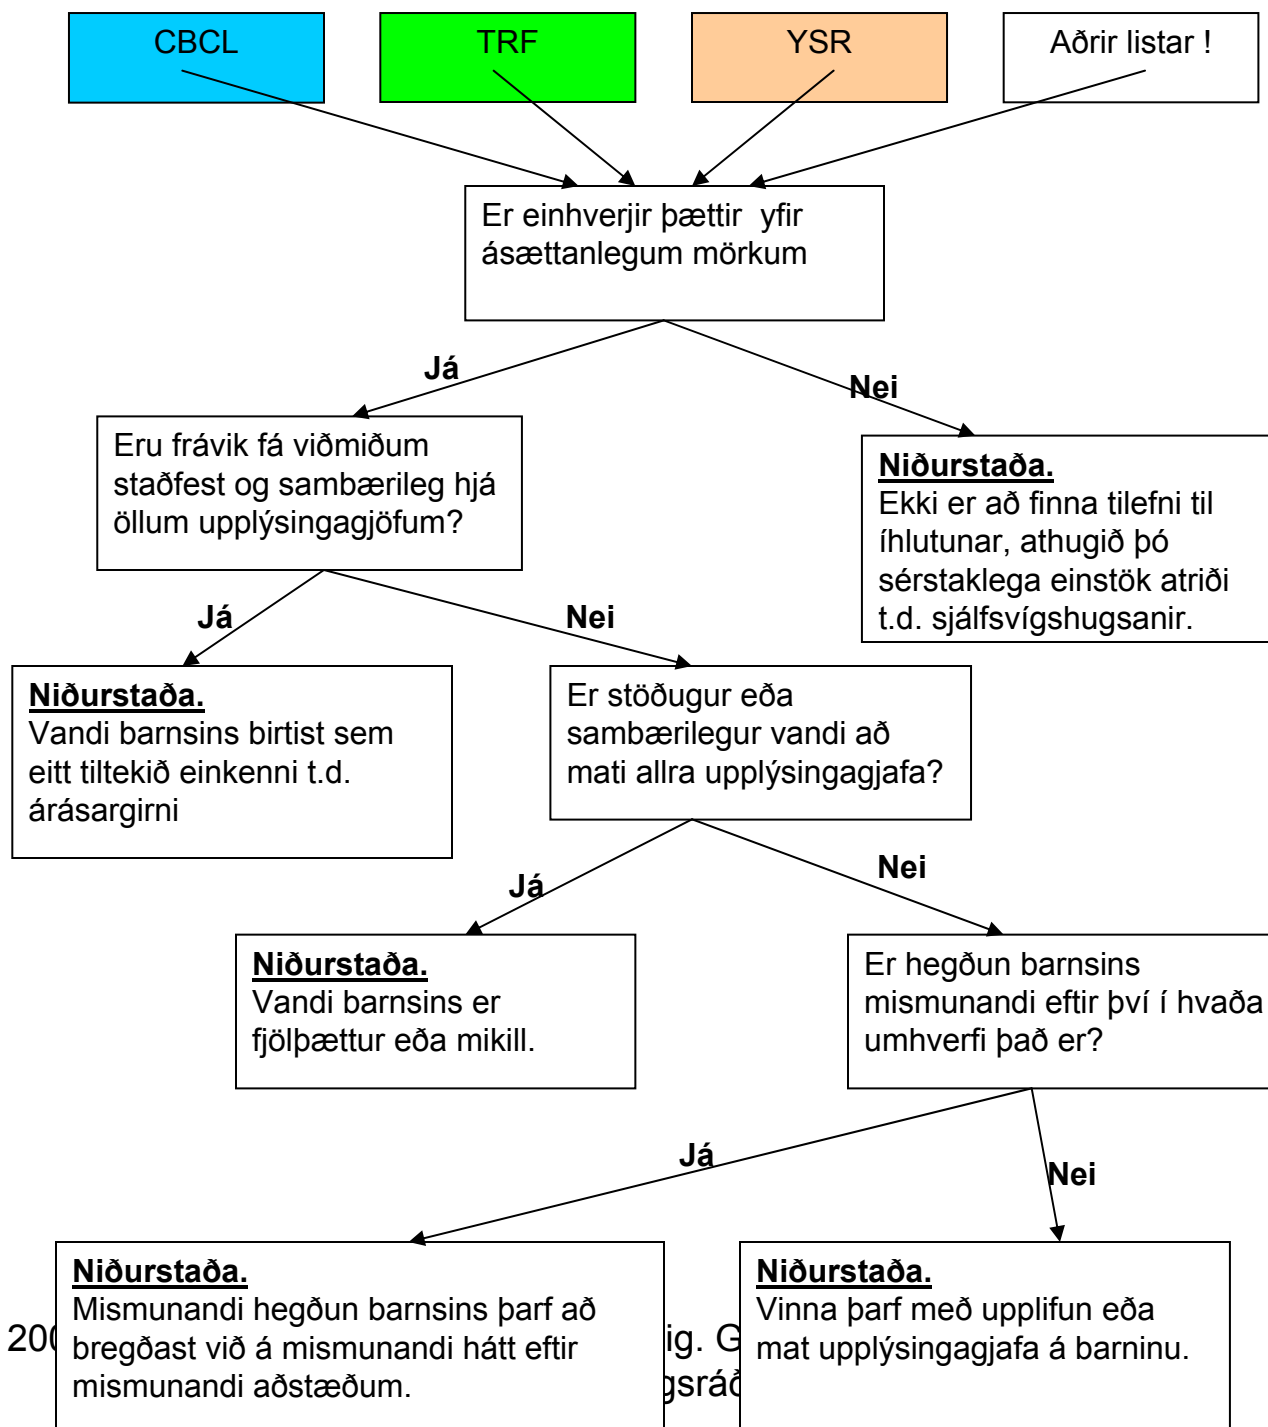 CBCL
TRF
YSR
Aðrir listar !
Er einhverjir þættir  yfir
ásættanlegum mörkum
Já
Nei
Eru frávik fá viðmiðum
staðfest og sambærileg hjá
öllum upplýsingagjöfum?
Niðurstaða.
Ekki er að finna tilefni til
íhlutunar, athugið þó
sérstaklega einstök atriði
t.d. sjálfsvígshugsanir.
Já
Nei
Niðurstaða.
Vandi barnsins birtist sem
eitt tiltekið einkenni t.d.
árásargirni
Er stöðugur eða
sambærilegur vandi að
mati allra upplýsingagjafa?
Já
Nei
Niðurstaða.
Vandi barnsins er
fjölþættur eða mikill.
Er hegðun barnsins
mismunandi eftir því í hvaða
umhverfi það er?
Já
Nei
Niðurstaða.
Mismunandi hegðun barnsins þarf að
bregðast við á mismunandi hátt eftir
mismunandi aðstæðum.
Niðurstaða.
Vinna þarf með upplifun eða
mat upplýsingagjafa á barninu.